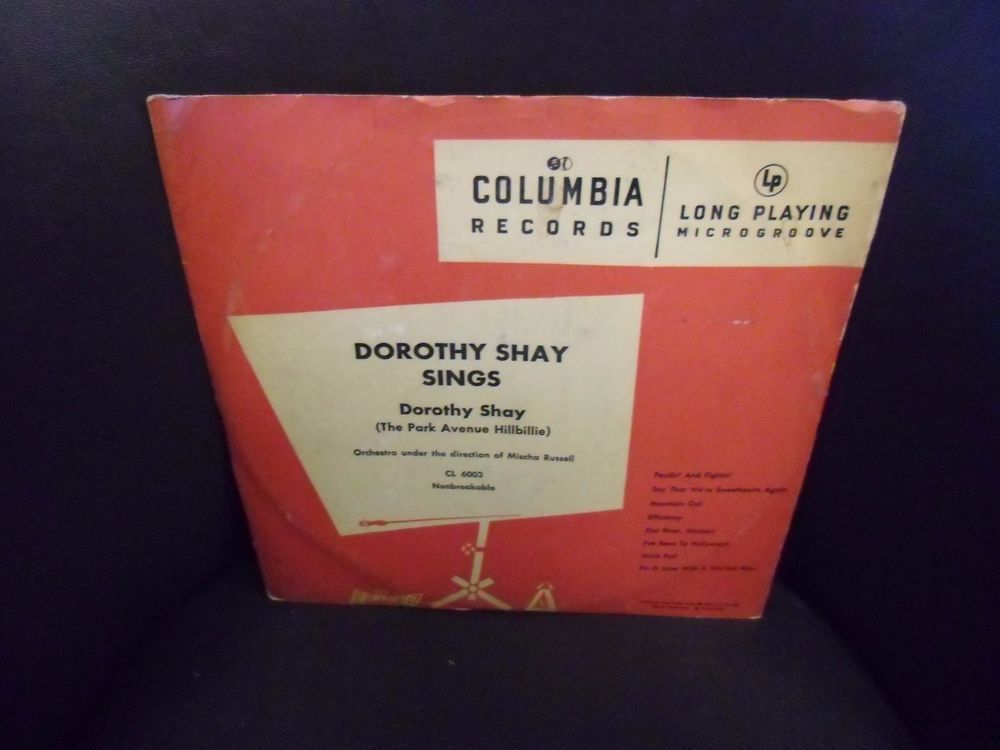 COLUMBIA
RECORDS
Lp
LONG PLAYING
MICROGROOVE
DOROTHY SHAY
SINGS
Dorothy Shay
(The Park Avenue Hillbillie)
Orchestra under the direction of Mischa Russell
CL 6003
Nonbreakable
Feudin' And Fightin'
Say That We're Sweethearts Again
Mountain Gal
Efficiency
Flat River, Missouri
I've Been To Hollywood
Uncle Fud
I'm In Love With A Married Man